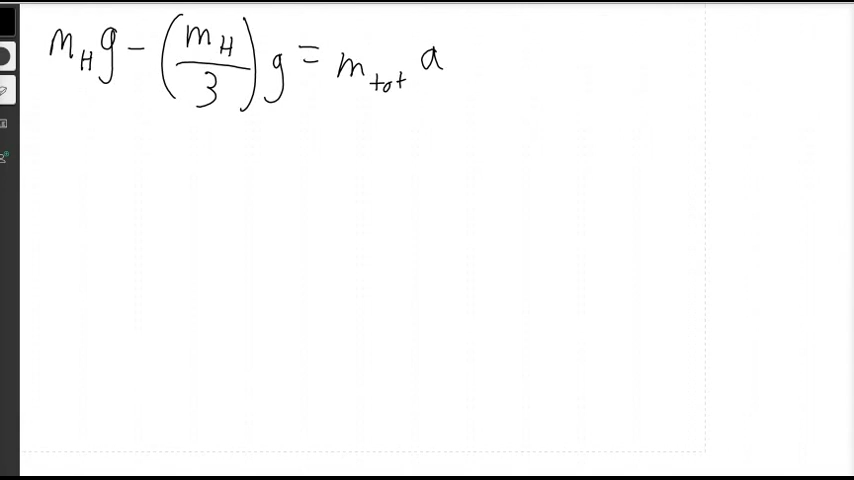 m_H g - (m_H / 3) g = m_tot a